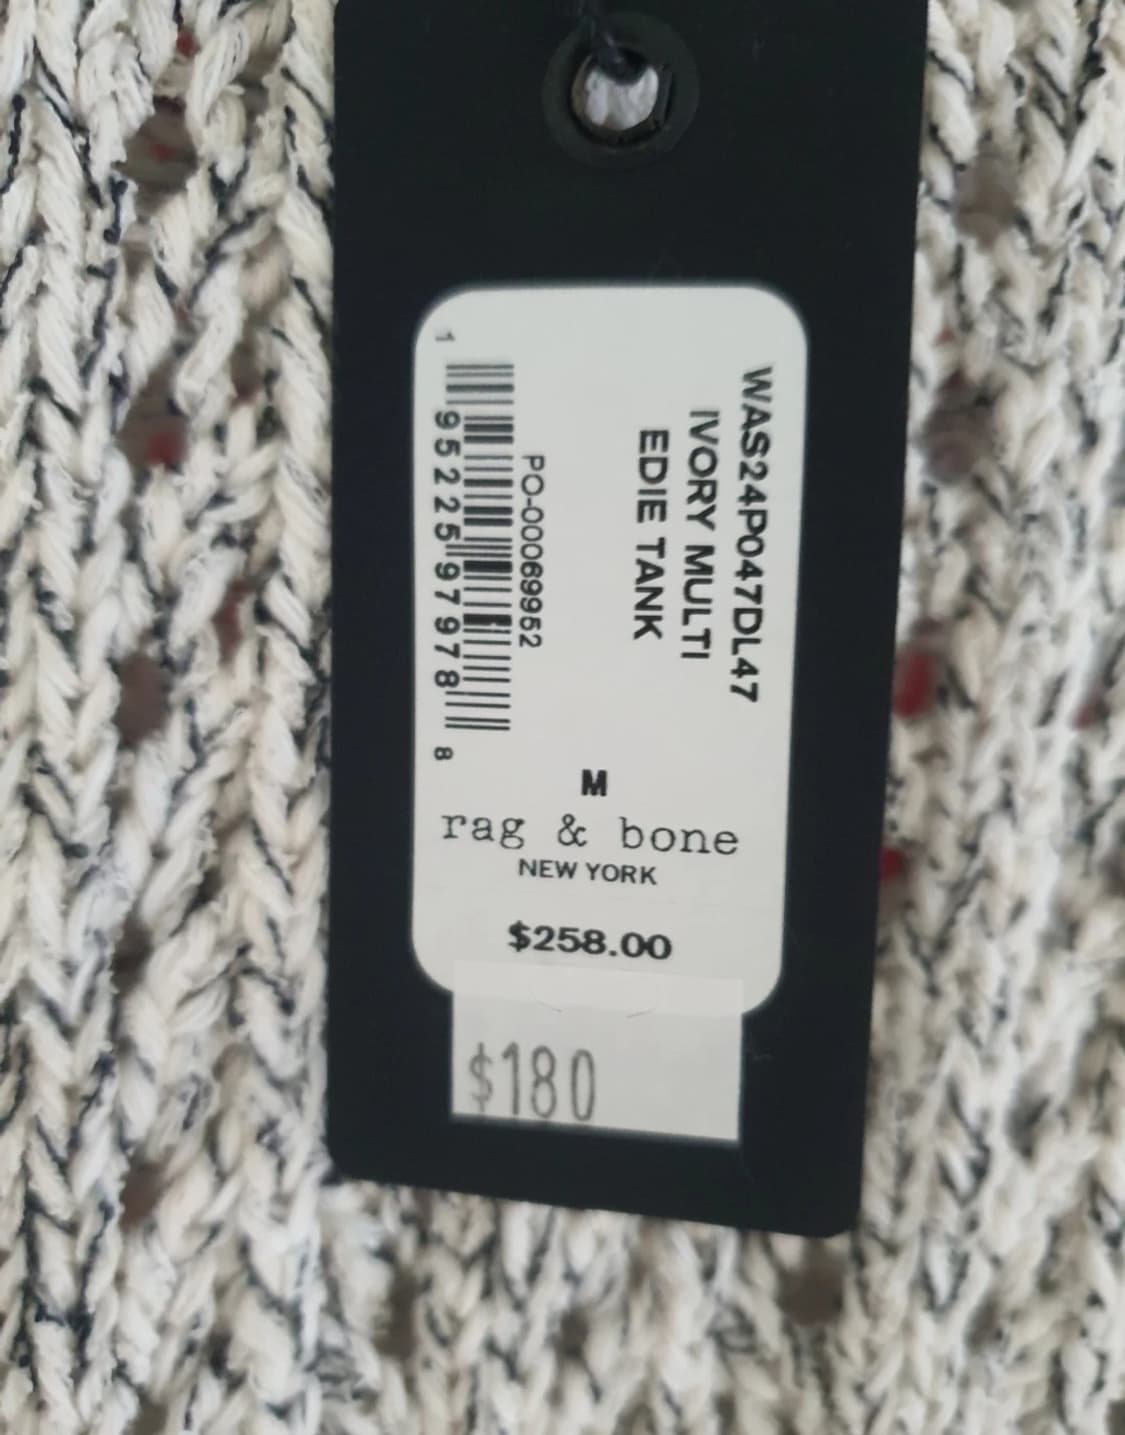 WAS24P047DL47
IVORY MULTI
EDIE TANK
PO-00069952
1 95225 97978 8
M
rag & bone
NEW YORK
$258.00
$180